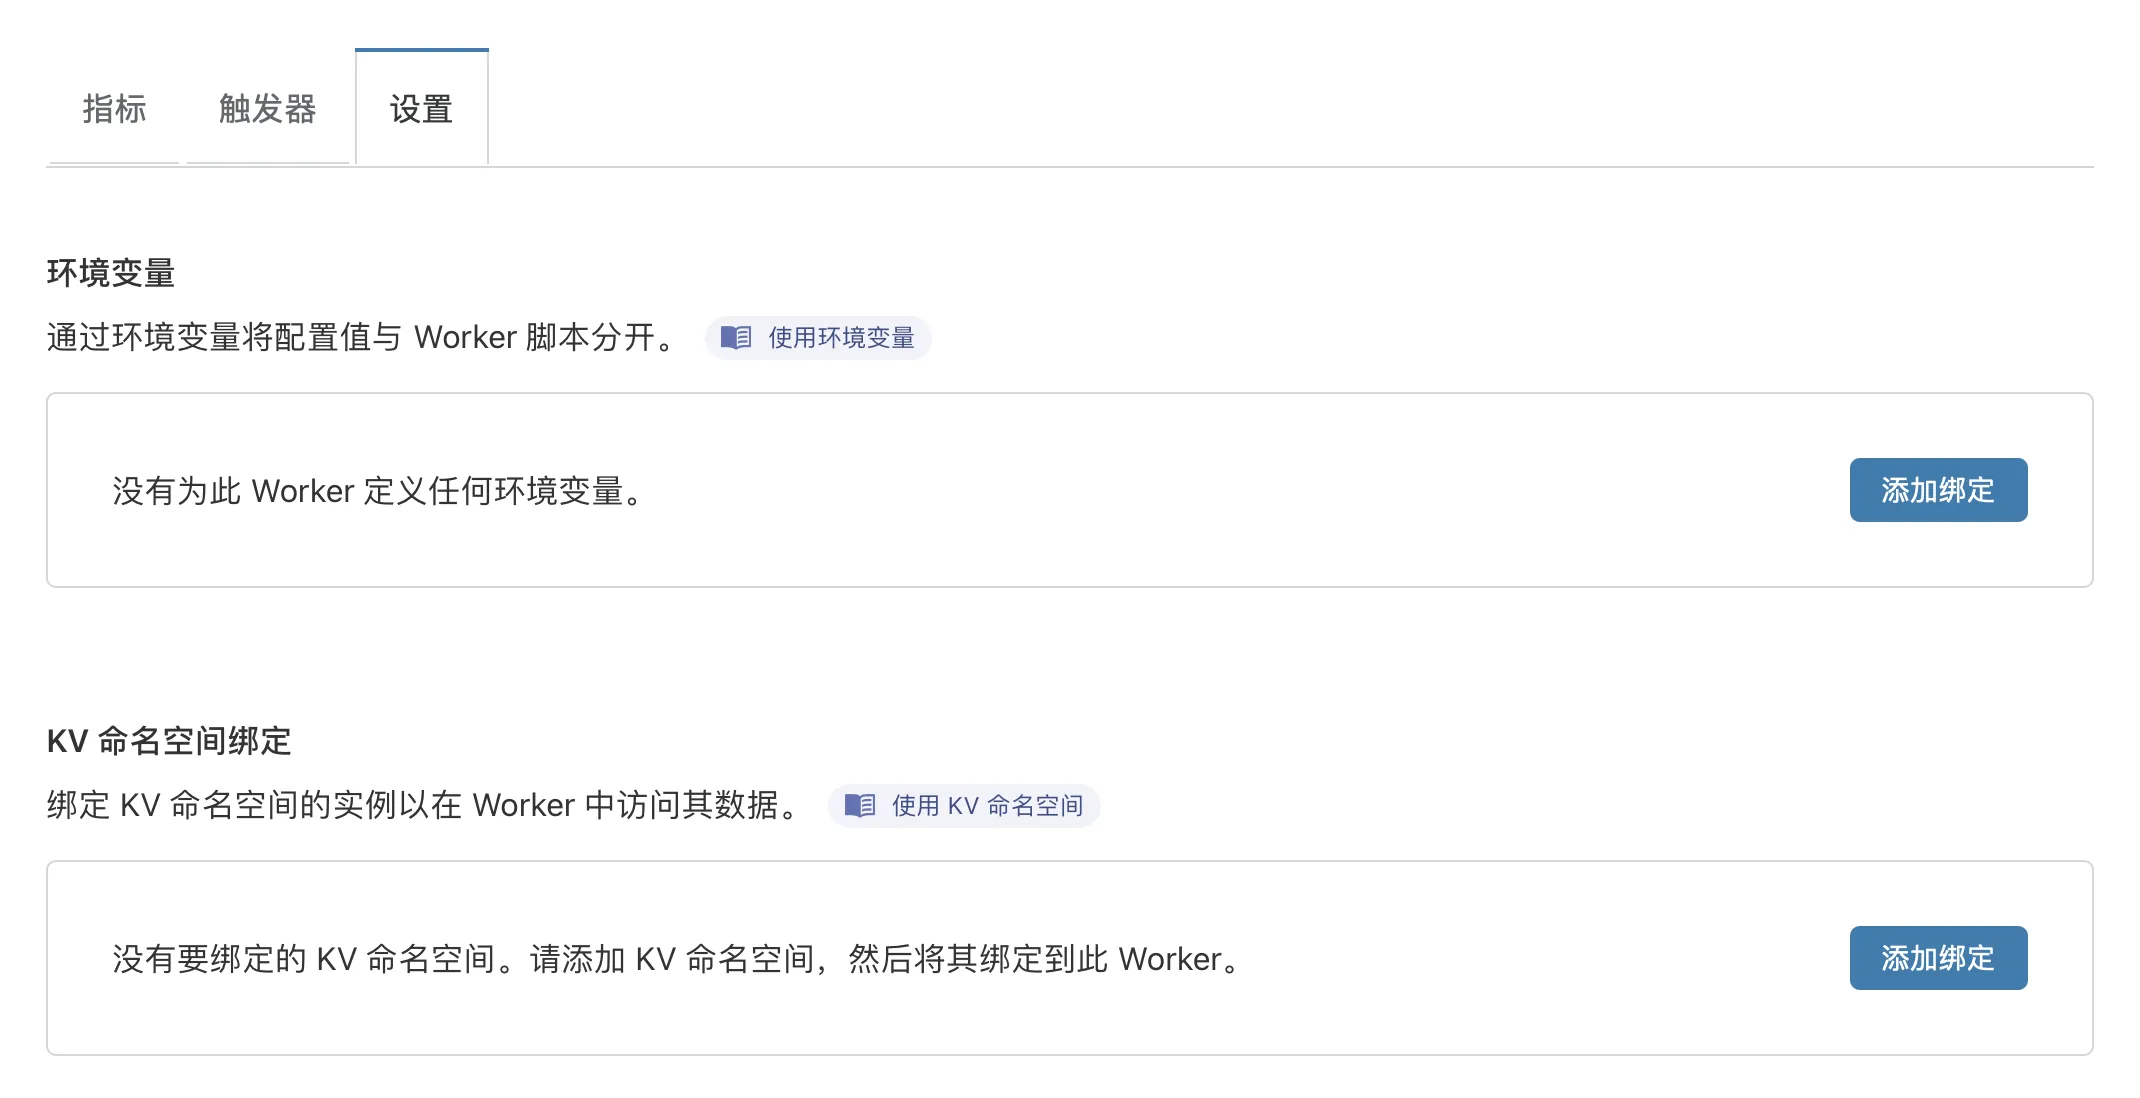 指标 触发器 设置
环境变量
通过环境变量将配置值与 Worker 脚本分开。 使用环境变量
没有为此 Worker 定义任何环境变量。 添加绑定
KV 命名空间绑定
绑定 KV 命名空间的实例以在 Worker 中访问其数据。 使用 KV 命名空间
没有要绑定的 KV 命名空间。请添加 KV 命名空间，然后将其绑定到此 Worker。 添加绑定